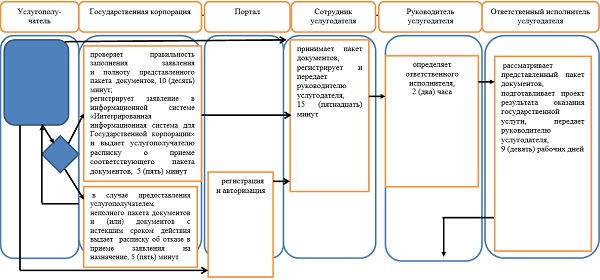 Услугополу-
чатель
Государственная корпорация
Портал
Сотрудник
услугодателя
Руководитель
услугодателя
Ответственный исполнитель
услугодателя
проверяет правильность
заполнения заявления
и полноту представленного
пакета документов, 10 (десять)
минут;
регистрирует заявление в
информационной системе
«Интегрированная
информационная система для
Государственной корпорации»
и выдает услугополучателю
расписку о приеме
соответствующего пакета
документов, 5 (пять) минут
в случае предоставления
услугополучателем
неполного пакета документов
и (или) документов с
истекшим сроком действия
выдает расписку об отказе в
приеме заявления на
назначение, 5 (пять) минут
регистрация
и авторизация
принимает пакет
документов,
регистрирует и
передает
руководителю
услугодателя,
15 (пятнадцать)
минут
определяет
ответственного
исполнителя,
2 (два) часа
рассматривает
представленный пакет
документов,
подготавливает проект
результата оказания
государственной
услуги, передает
руководителю
услугодателя,
9 (девять) рабочих дней